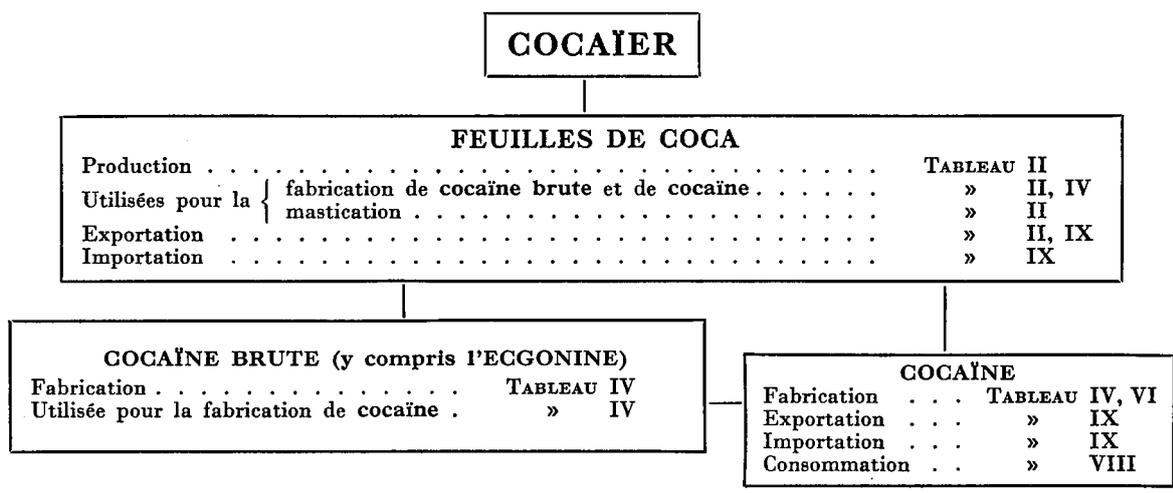 COCAÏER
FEUILLES DE COCA
Production . . . . . . . . . . . . . . . . . . . . . . . . . TABLEAU II
Utilisées pour la { fabrication de cocaïne brute et de cocaïne . . . . . . » II, IV
mastication . . . . . . . . . . . . . . . . . » II
Exportation . . . . . . . . . . . . . . . . . . . . . . . . » II, IX
Importation . . . . . . . . . . . . . . . . . . . . . . . . » IX
COCAÏNE BRUTE (y compris l'ECGONINE)
Fabrication . . . . . . . . . . . . . . TABLEAU IV
Utilisée pour la fabrication de cocaïne . » IV
COCAÏNE
Fabrication . . . TABLEAU IV, VI
Exportation . . . » IX
Importation . . . » IX
Consommation . . » VIII